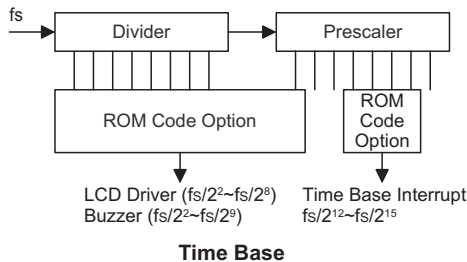 fs
Divider
Prescaler
ROM Code Option
ROM
Code
Option
LCD Driver (fs/2²~fs/2⁸)
Buzzer (fs/2²~fs/2⁹)
Time Base Interrupt
fs/2¹²~fs/2¹⁵
Time Base